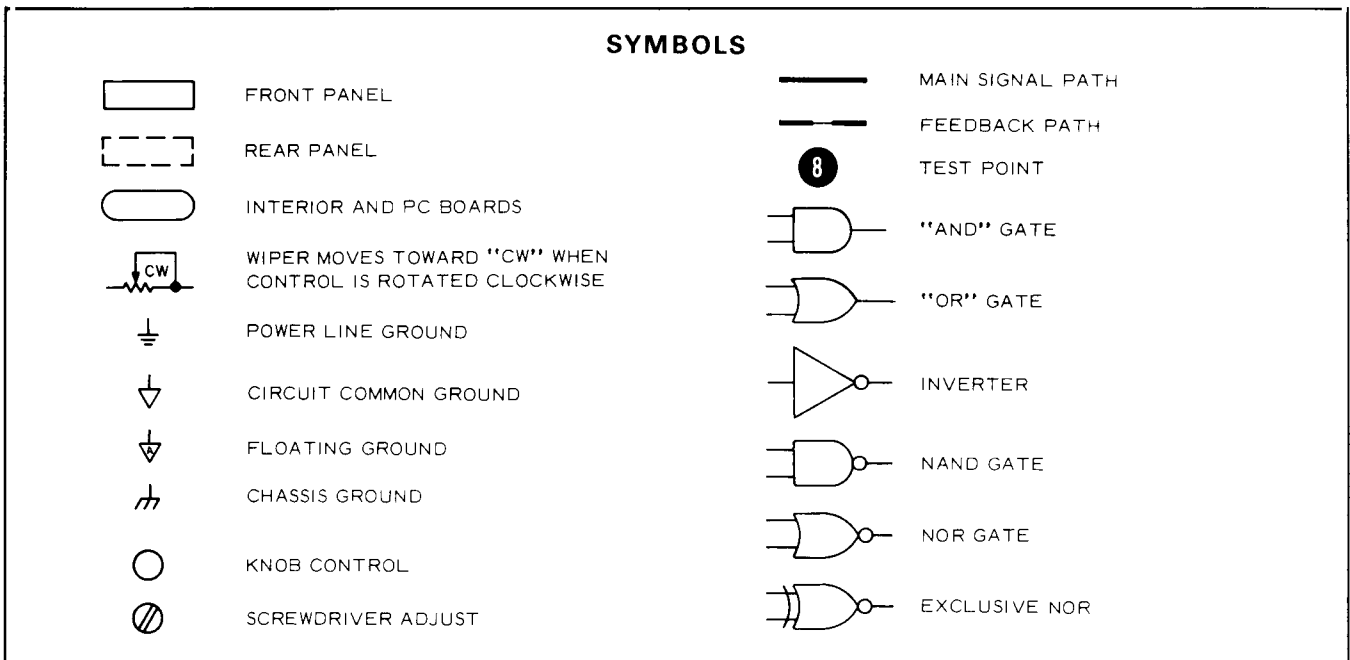 SYMBOLS
FRONT PANEL
REAR PANEL
INTERIOR AND PC BOARDS
CW
WIPER MOVES TOWARD "CW" WHEN
CONTROL IS ROTATED CLOCKWISE
POWER LINE GROUND
CIRCUIT COMMON GROUND
A
FLOATING GROUND
CHASSIS GROUND
KNOB CONTROL
SCREWDRIVER ADJUST
MAIN SIGNAL PATH
FEEDBACK PATH
8
TEST POINT
"AND" GATE
"OR" GATE
INVERTER
NAND GATE
NOR GATE
EXCLUSIVE NOR